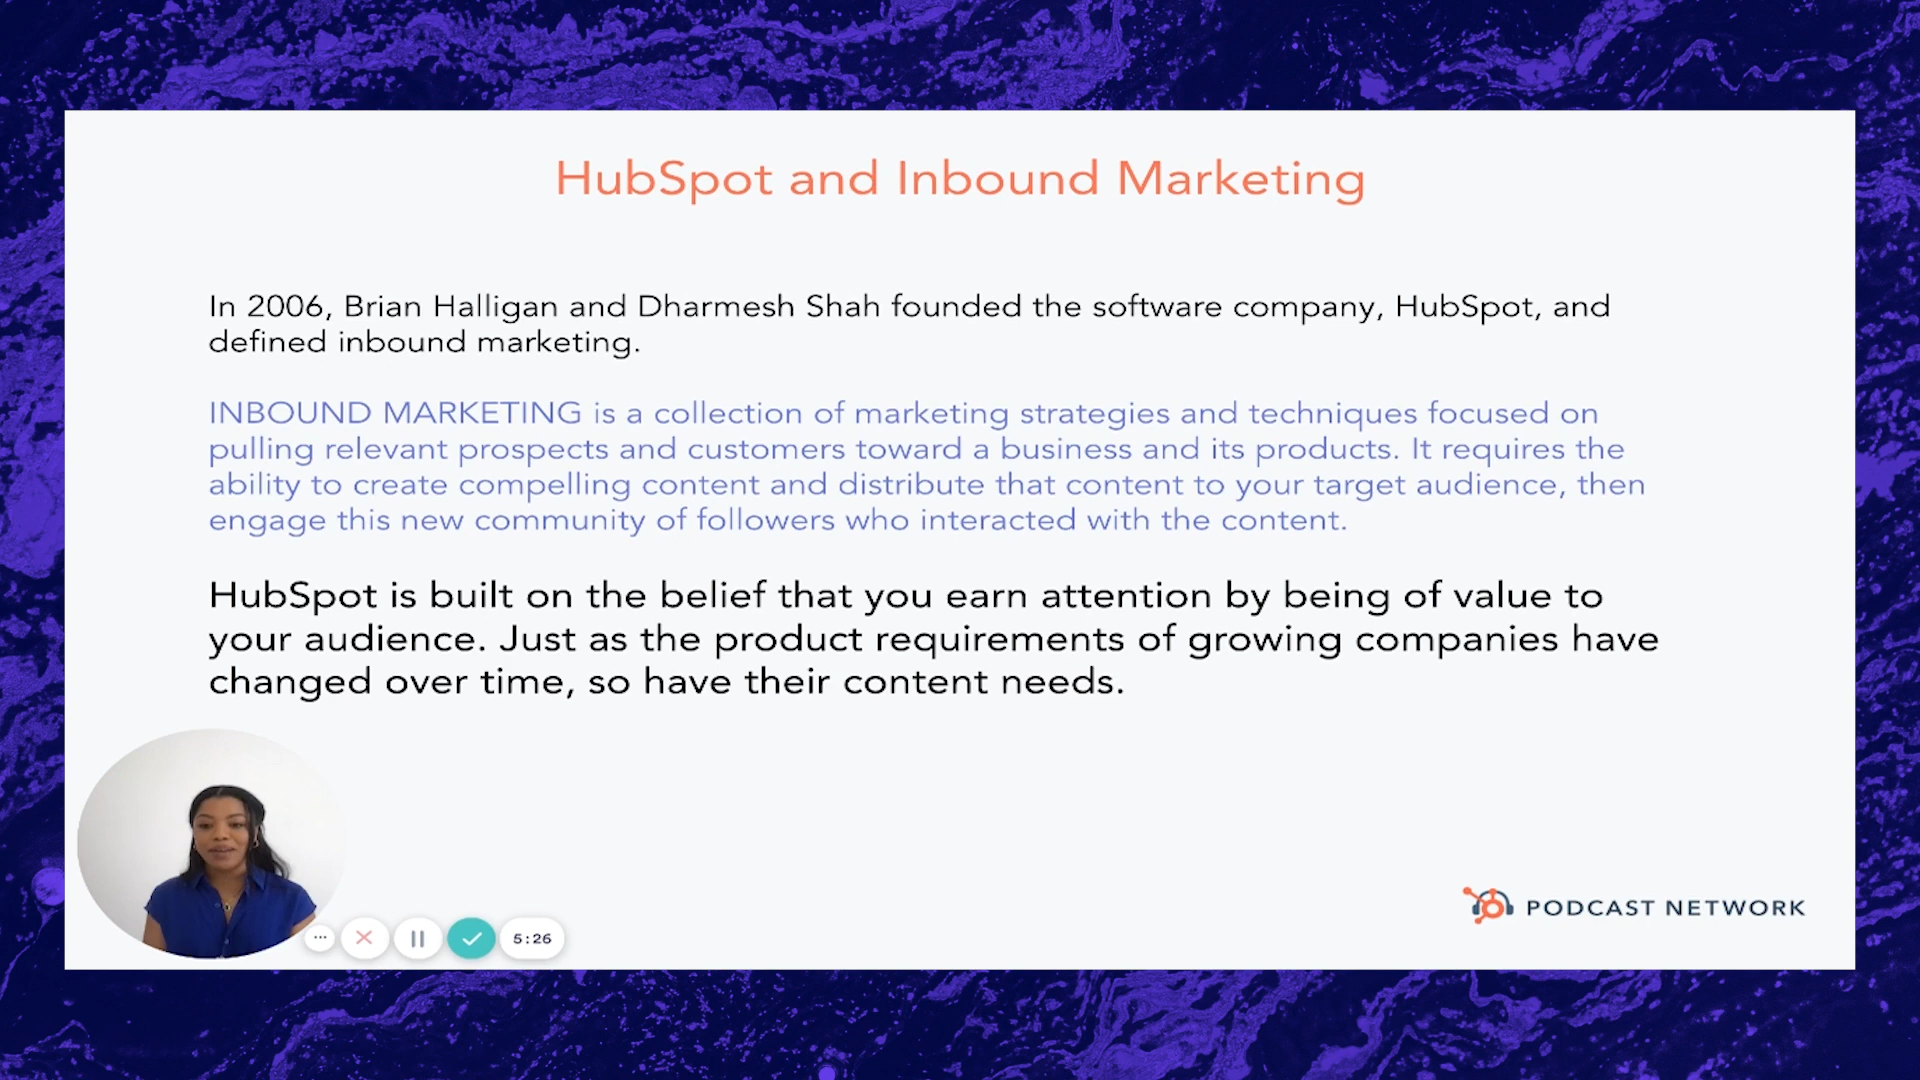 HubSpot and Inbound Marketing
In 2006, Brian Halligan and Dharmesh Shah founded the software company, HubSpot, and
defined inbound marketing.
INBOUND MARKETING is a collection of marketing strategies and techniques focused on
pulling relevant prospects and customers toward a business and its products. It requires the
ability to create compelling content and distribute that content to your target audience, then
engage this new community of followers who interacted with the content.
HubSpot is built on the belief that you earn attention by being of value to
your audience. Just as the product requirements of growing companies have
changed over time, so have their content needs.
PODCAST NETWORK
5:26